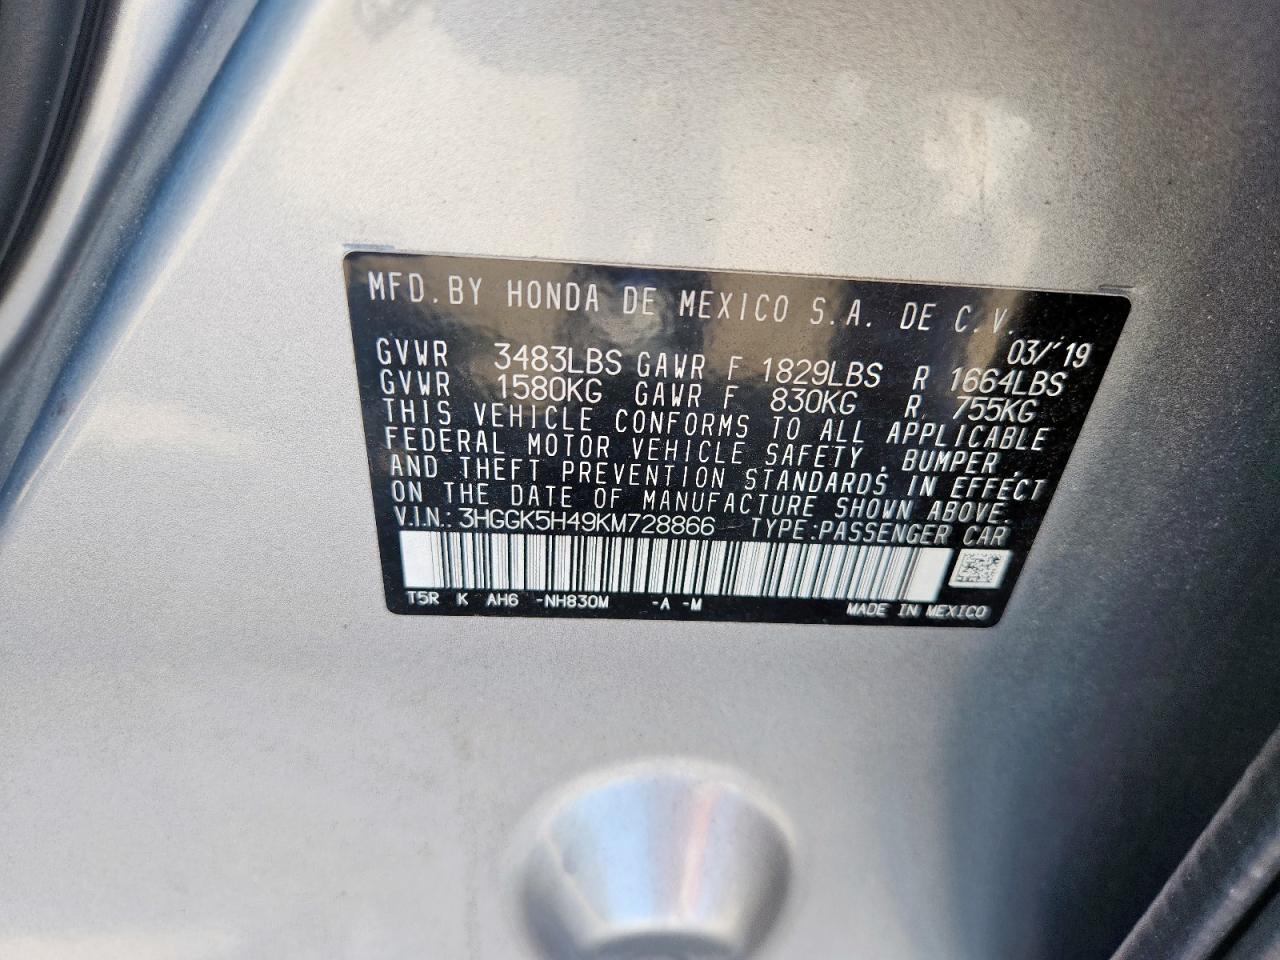 MFD.BY HONDA DE MEXICO S.A. DE C.V.
03/'19
GVWR 3483LBS GAWR F 1829LBS R 1664LBS
GVWR 1580KG GAWR F 830KG R 755KG
THIS VEHICLE CONFORMS TO ALL APPLICABLE
FEDERAL MOTOR VEHICLE SAFETY , BUMPER ,
AND THEFT PREVENTION STANDARDS IN EFFECT
ON THE DATE OF MANUFACTURE SHOWN ABOVE.
V.I.N.: 3HGGK5H49KM728866 TYPE:PASSENGER CAR
T5R K AH6 -NH830M -A -M MADE IN MEXICO